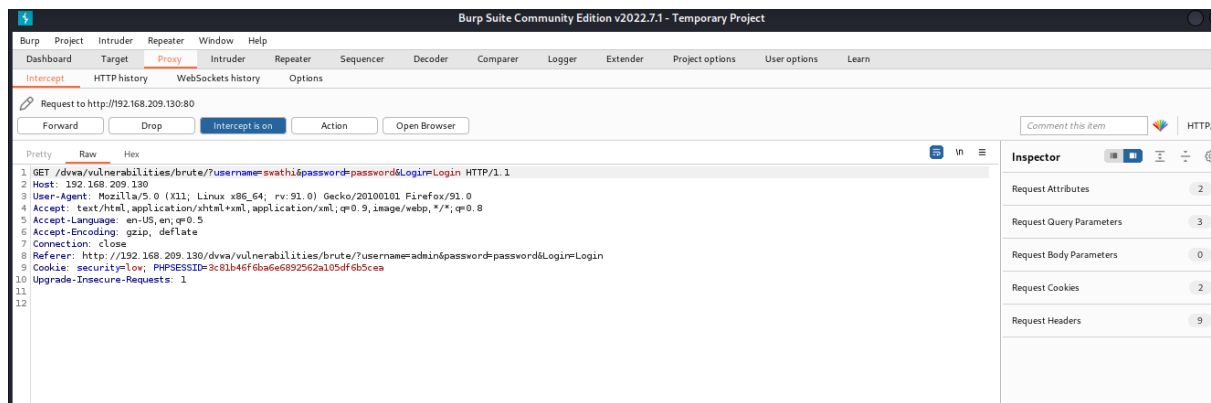 Burp Suite Community Edition v2022.7.1 - Temporary Project
Burp Project Intruder Repeater Window Help
Dashboard Target Proxy Intruder Repeater Sequencer Decoder Comparer Logger Extender Project options User options Learn
Intercept HTTP history WebSockets history Options
Request to http://192.168.209.130:80
Forward Drop Intercept is on Action Open Browser Comment this item HTTP/
Pretty Raw Hex \n
Inspector
1 GET /dvwa/vulnerabilities/brute/?username=swathi&password=password&Login=Login HTTP/1.1
2 Host: 192.168.209.130
3 User-Agent: Mozilla/5.0 (X11; Linux x86_64; rv:91.0) Gecko/20100101 Firefox/91.0
4 Accept: text/html,application/xhtml+xml,application/xml;q=0.9,image/webp,*/*;q=0.8
5 Accept-Language: en-US,en;q=0.5
6 Accept-Encoding: gzip, deflate
7 Connection: close
8 Referer: http://192.168.209.130/dvwa/vulnerabilities/brute/?username=admin&password=password&Login=Login
9 Cookie: security=low; PHPSESSID=3c81b46f6ba6e6892562a105df6b5cea
10 Upgrade-Insecure-Requests: 1
11
12
Request Attributes 2
Request Query Parameters 3
Request Body Parameters 0
Request Cookies 2
Request Headers 9